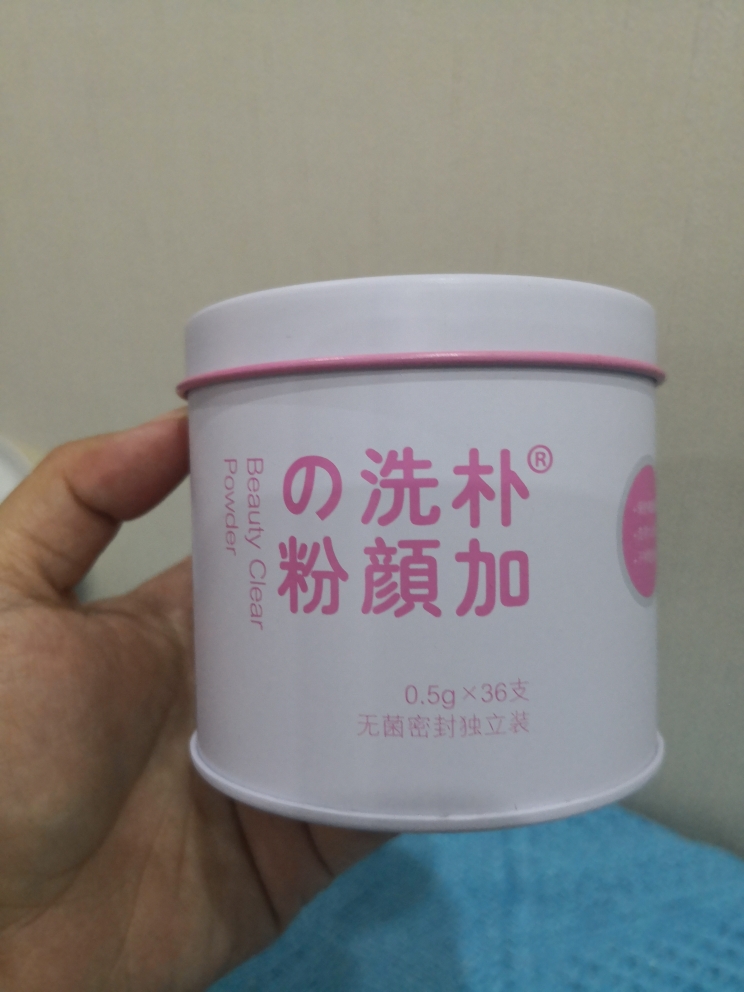 朴加®
洗顔
の粉
Beauty Clear
Powder
0.5g×36支
无菌密封独立装